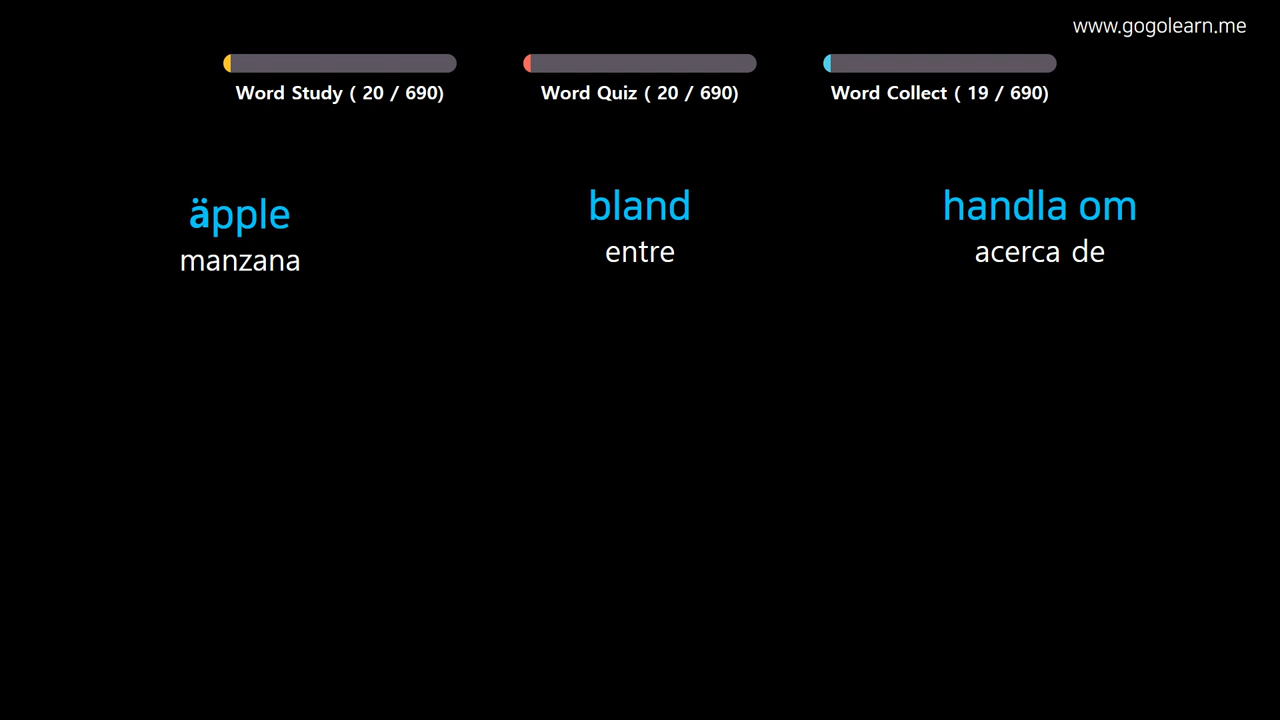 www.gogolearn.me
Word Study ( 20 / 690)
Word Quiz ( 20 / 690)
Word Collect ( 19 / 690)
äpple
manzana
bland
entre
handla om
acerca de